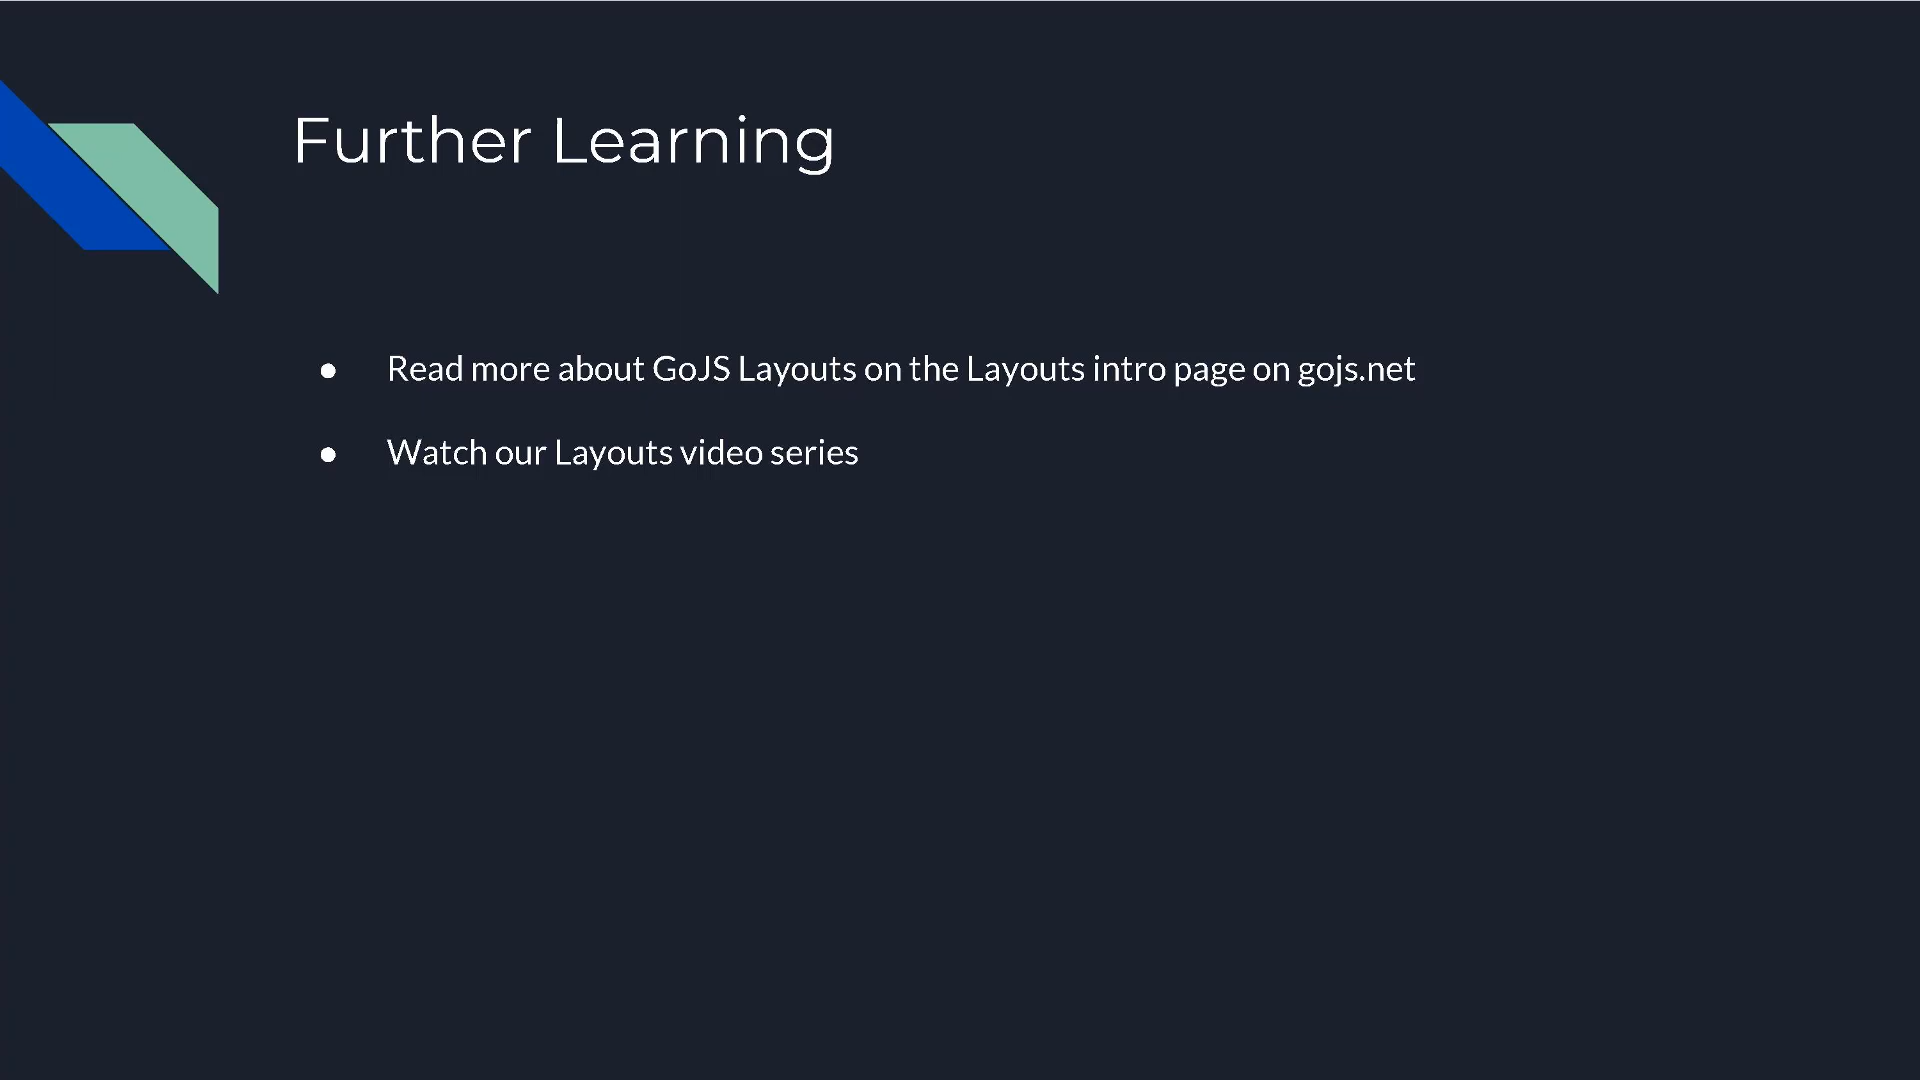 Further Learning
● Read more about GoJS Layouts on the Layouts intro page on gojs.net
● Watch our Layouts video series